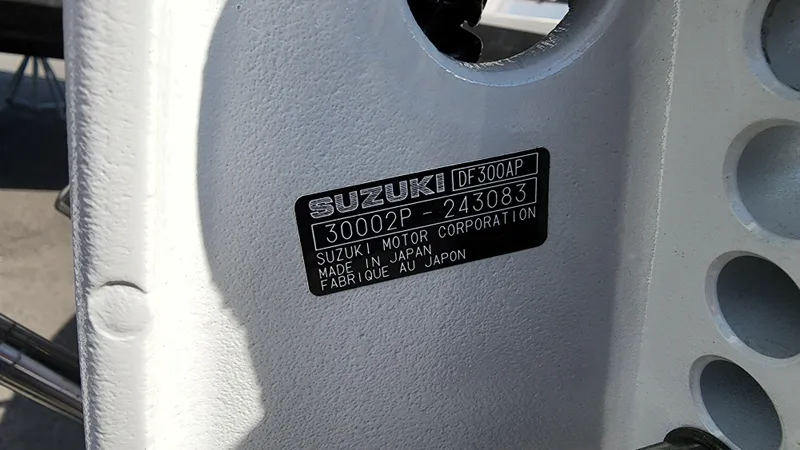 SUZUKI DF300AP
30002P-243083
SUZUKI MOTOR CORPORATION
MADE IN JAPAN
FABRIQUE AU JAPON